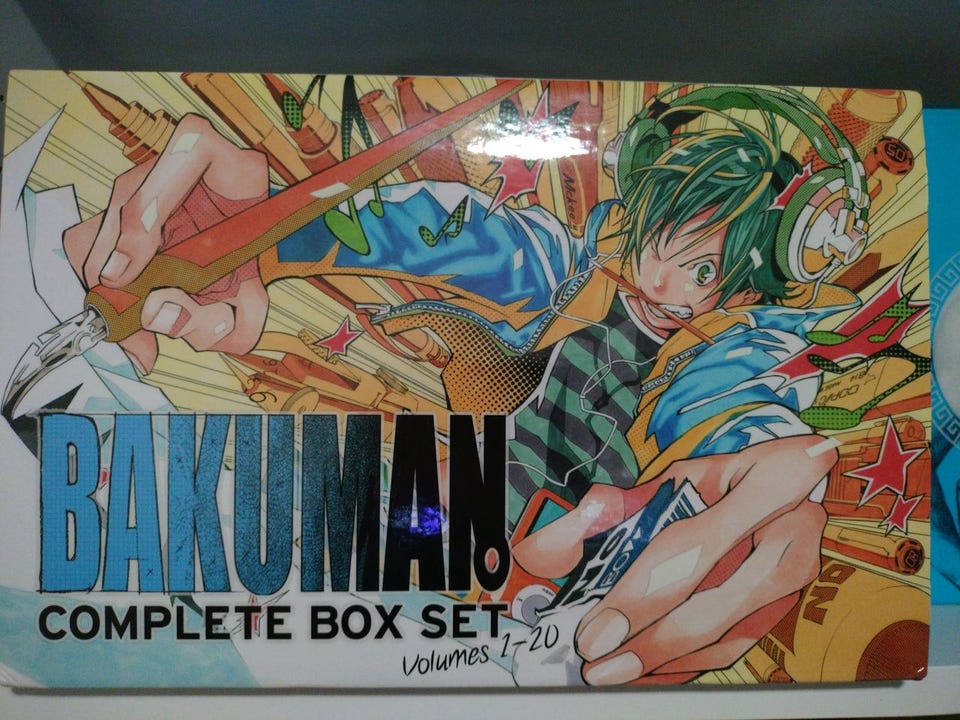 BAKUMAN。
COMPLETE BOX SET
Volumes 1-20